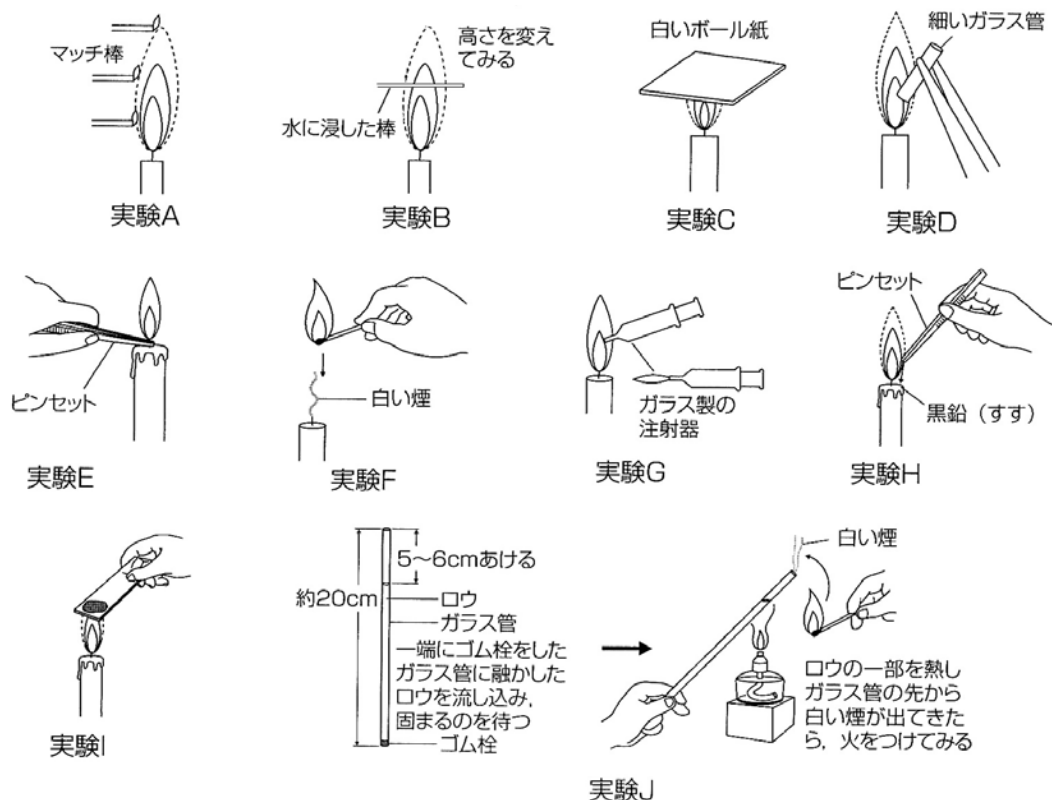 マッチ棒
実験A
高さを変え
てみる
水に浸した棒
実験B
白いボール紙
実験C
細いガラス管
実験D
ピンセット
実験E
白い煙
実験F
ガラス製の
注射器
実験G
ピンセット
黒鉛（すす）
実験H
実験I
5〜6cmあける
約20cm
ロウ
ガラス管
一端にゴム栓をした
ガラス管に融かした
ロウを流し込み，
固まるのを待つ
ゴム栓
白い煙
ロウの一部を熱し
ガラス管の先から
白い煙が出てきた
ら，火をつけてみる
実験J